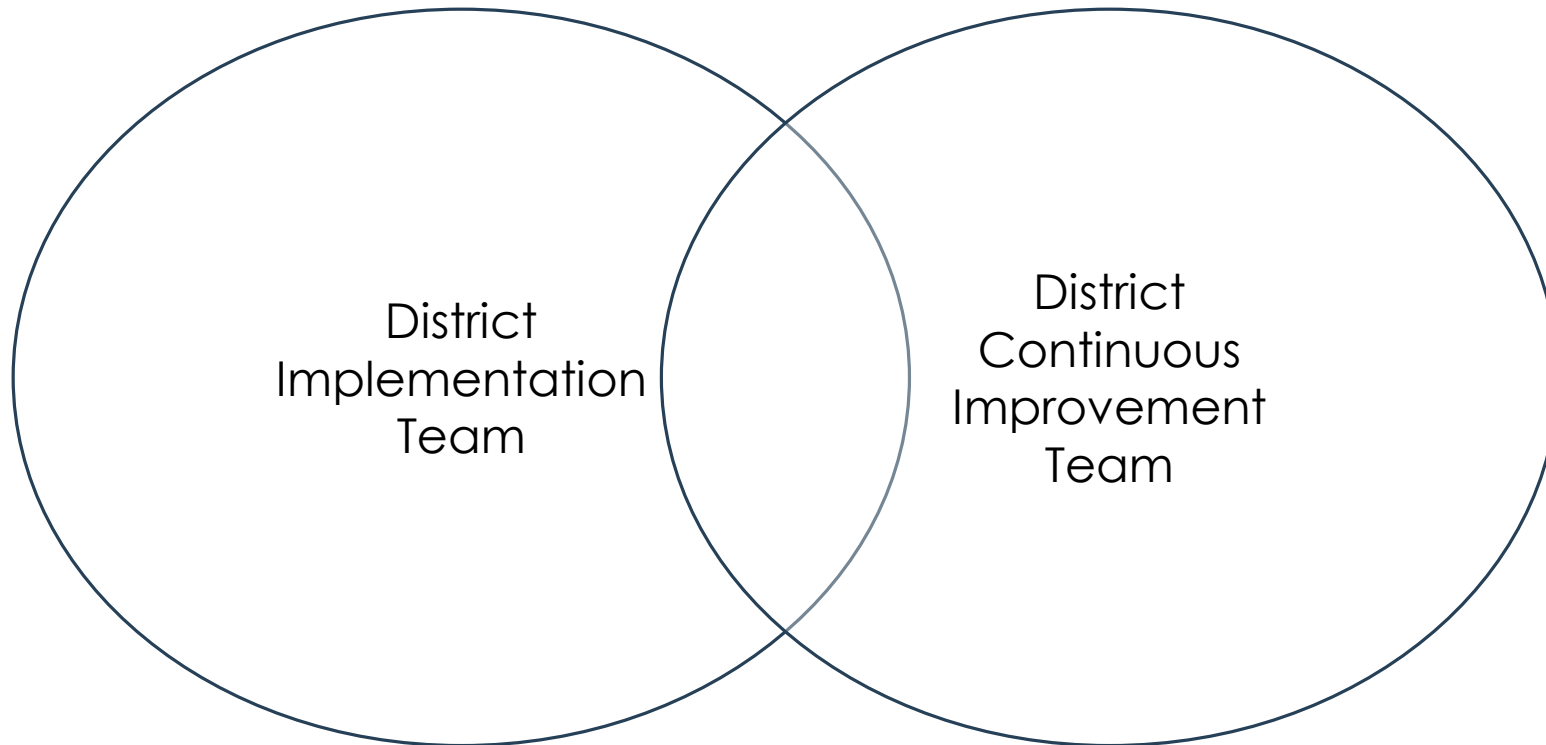 District
Implementation
Team
District
Continuous
Improvement
Team